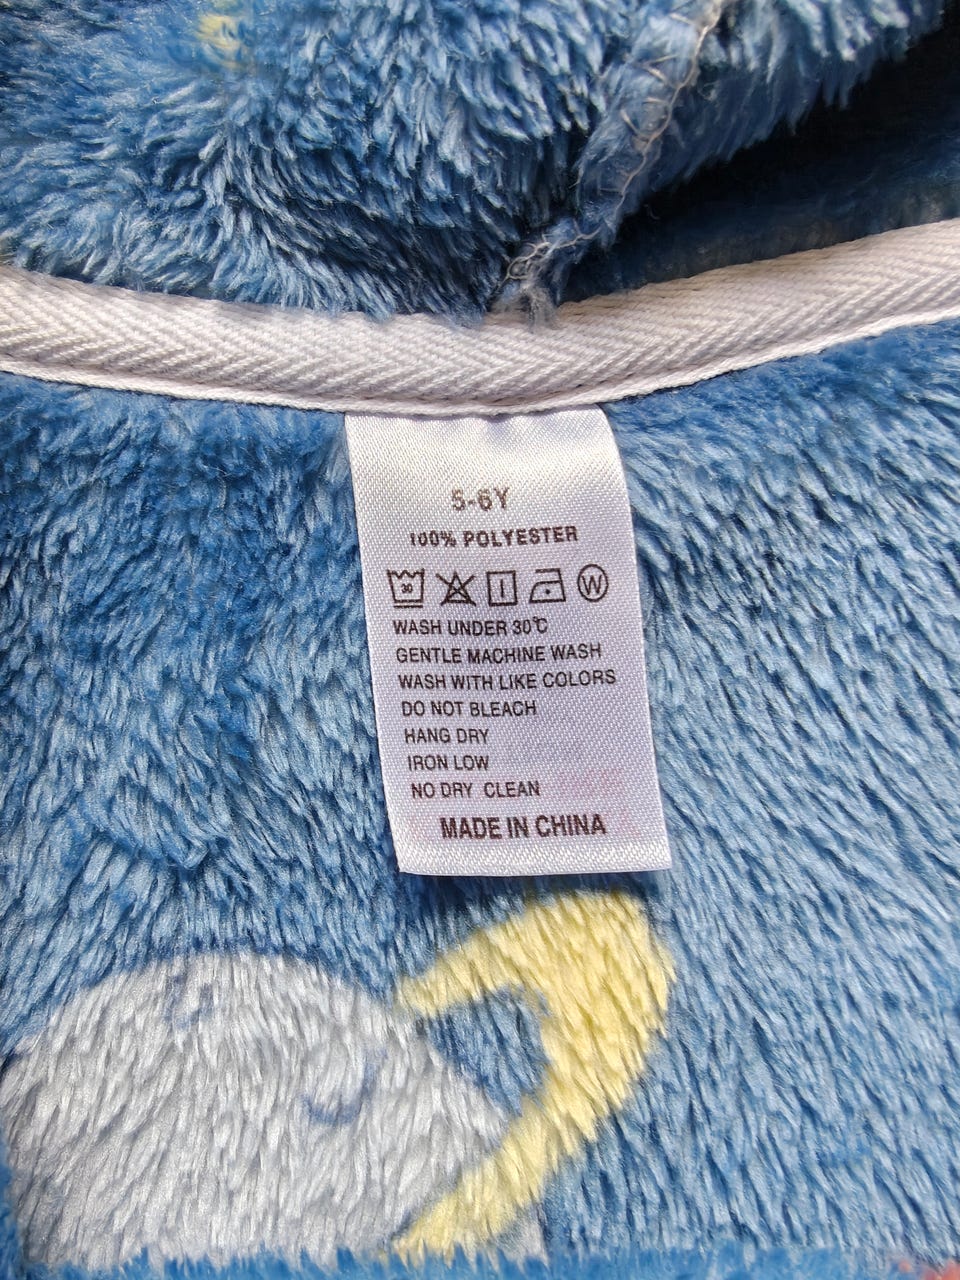 5-6Y
100% POLYESTER
30 W
WASH UNDER 30℃
GENTLE MACHINE WASH
WASH WITH LIKE COLORS
DO NOT BLEACH
HANG DRY
IRON LOW
NO DRY CLEAN
MADE IN CHINA